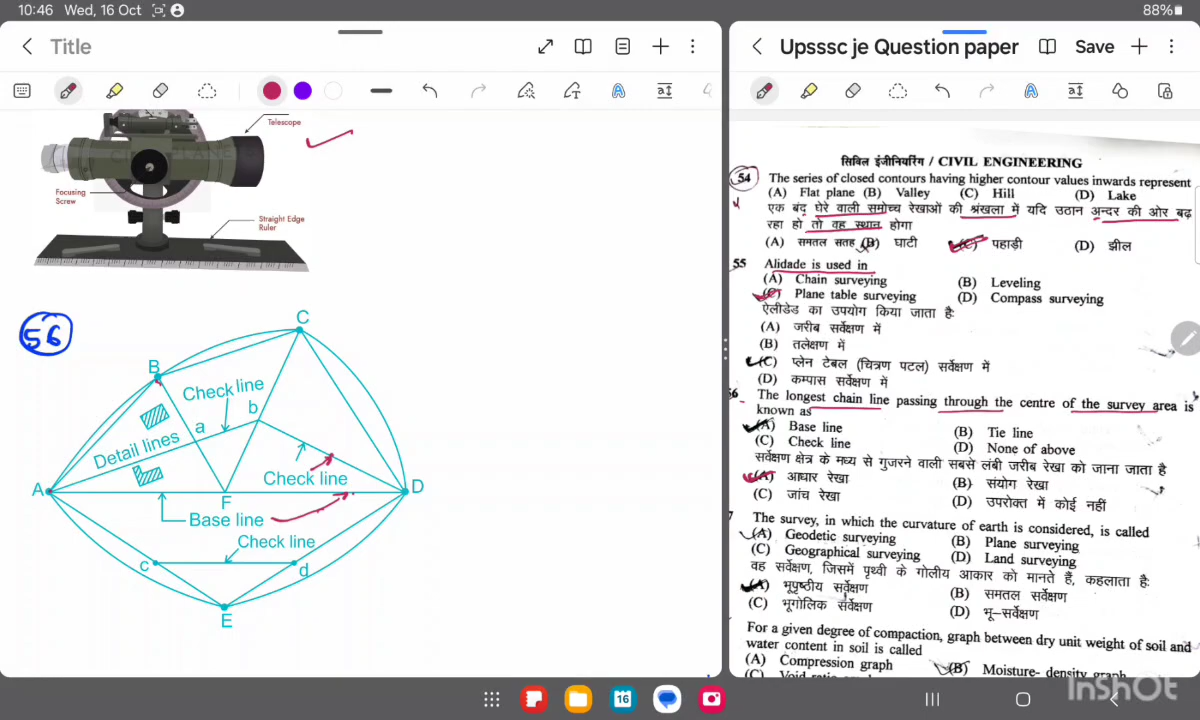 10:46 Wed, 16 Oct
88%
Title
Telescope
Focusing
Screw
Straight Edge
Ruler
56
C
B
Check line
b
a
Detail lines
Check line
A
D
F
Base line
Check line
c
d
E
Upsssc je Question paper
Save
सिविल इंजीनियरिंग / CIVIL ENGINEERING
54 The series of closed contours having higher contour values inwards represent
(A) Flat plane (B) Valley (C) Hill (D) Lake
एक बंद घेरे वाली समोच्च रेखाओं की श्रंखला में यदि उठान अन्दर की ओर बढ़
रहा हो तो वह स्थान होगा
(A) समतल सतह (B) घाटी (C) पहाड़ी (D) झील
55 Alidade is used in
(A) Chain surveying (B) Leveling
(C) Plane table surveying (D) Compass surveying
ऐलीडेड का उपयोग किया जाता है:
(A) जरीब सर्वेक्षण में
(B) तलेक्षण में
(C) प्लेन टेबल (चित्रण पटल) सर्वेक्षण में
(D) कम्पास सर्वेक्षण में
56 The longest chain line passing through the centre of the survey area is
known as
(A) Base line (B) Tie line
(C) Check line (D) None of above
सर्वेक्षण क्षेत्र के मध्य से गुजरने वाली सबसे लंबी जरीब रेखा को जाना जाता है
(A) आधार रेखा (B) संयोग रेखा
(C) जांच रेखा (D) उपरोक्त में कोई नहीं
7 The survey, in which the curvature of earth is considered, is called
(A) Geodetic surveying (B) Plane surveying
(C) Geographical surveying (D) Land surveying
वह सर्वेक्षण, जिसमें पृथ्वी के गोलीय आकार को मानते हैं, कहलाता है:
(A) भूपृष्ठीय सर्वेक्षण (B) समतल सर्वेक्षण
(C) भूगोलिक सर्वेक्षण (D) भू-सर्वेक्षण
For a given degree of compaction, graph between dry unit weight of soil and
water content in soil is called
(A) Compression graph (B) Moisture- density graph
(C) Void ratio
16
InShOt